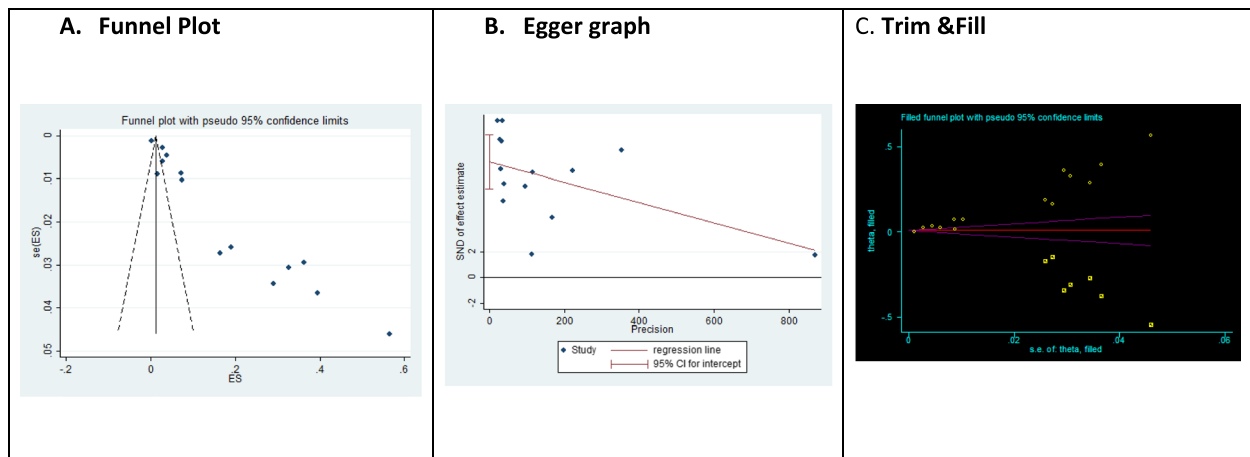 A. Funnel Plot
Funnel plot with pseudo 95% confidence limits
0
.01
.02
.03
.04
.05
se(ES)
-.2
0
.2
.4
.6
ES
B. Egger graph
SND of effect estimate
2
0
-2
0
200
400
600
800
Precision
Study
regression line
95% CI for intercept
C. Trim &Fill
Filled funnel plot with pseudo 95% confidence limits
theta, filled
.5
0
-.5
0
.02
.04
.06
s.e. of: theta, filled